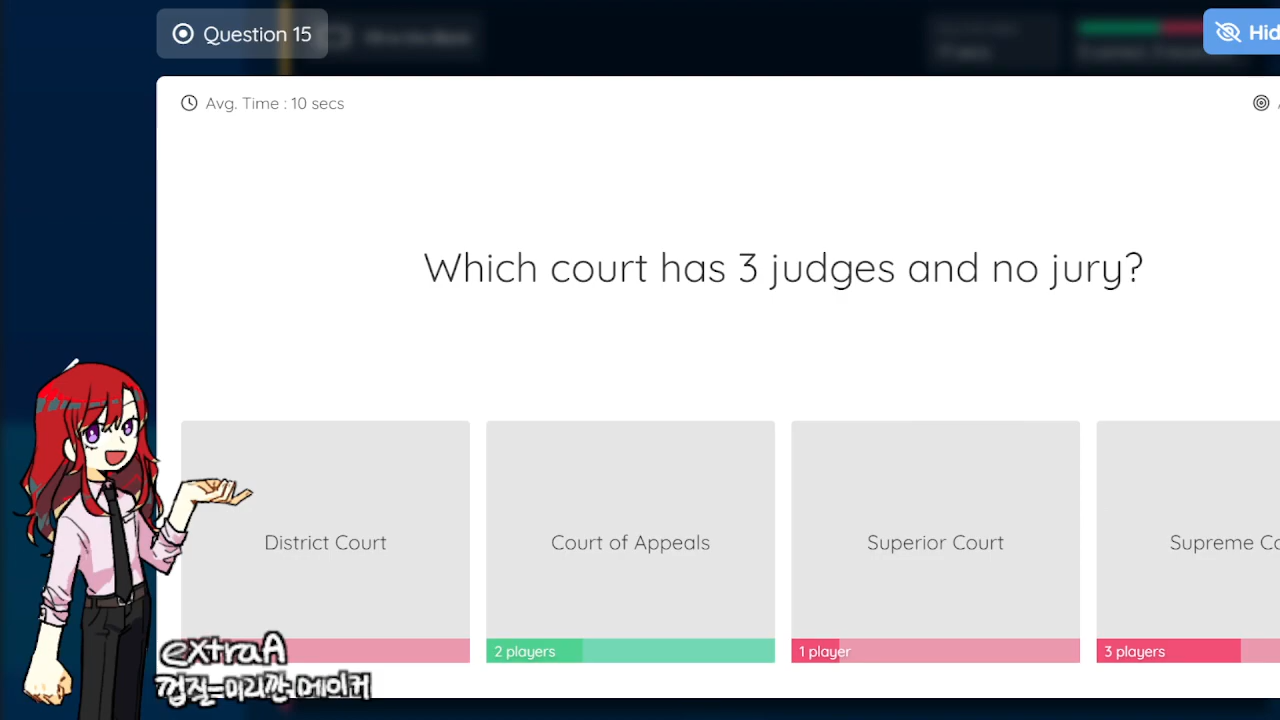 Question 15
Hid
Avg. Time : 10 secs
Which court has 3 judges and no jury?
District Court
Court of Appeals
Superior Court
Supreme Co
2 players
1 player
3 players
extraA
껍질=미리깐.메이커